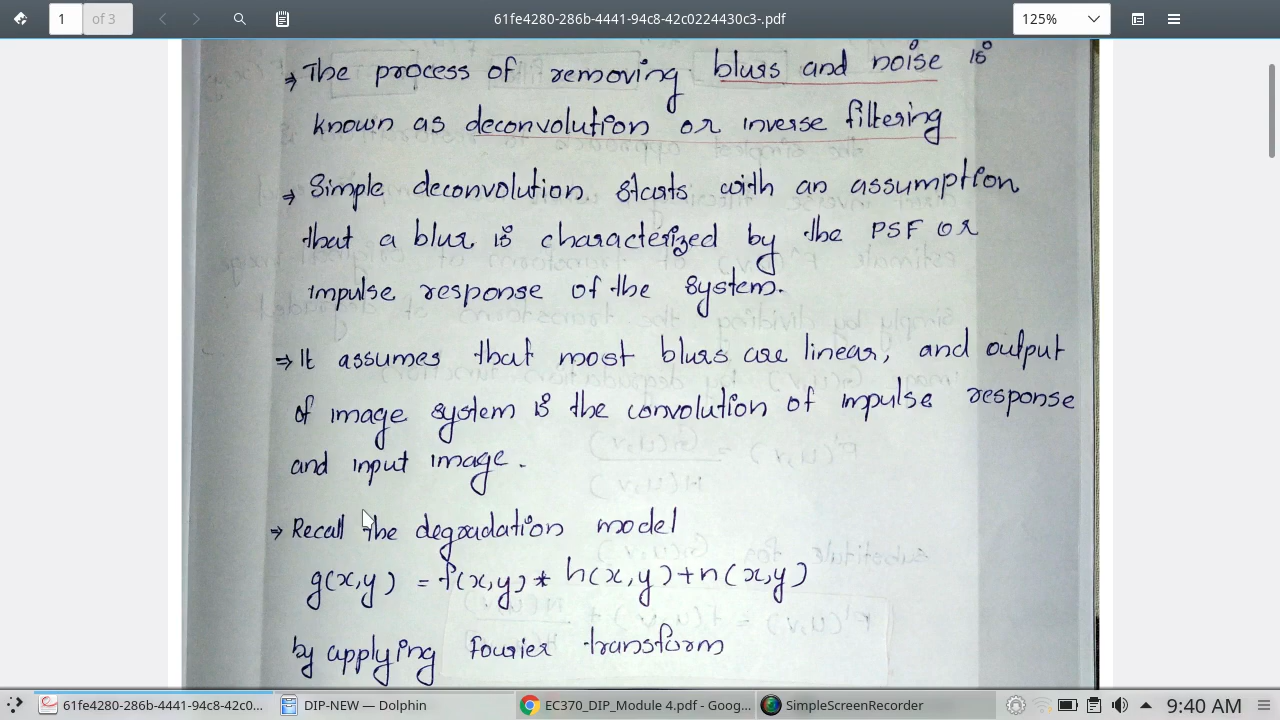 1 of 3
61fe4280-286b-4441-94c8-42c0224430c3-.pdf
125%
→ The process of removing blurs and noise is
known as deconvolution or inverse filtering
→ Simple deconvolution starts with an assumption
that a blur is characterized by the PSF or
impulse response of the system.
⇒ It assumes that most blurs are linear, and output
of image system is the convolution of impulse response
and input image.
⇒ Recall the degradation model
g(x,y) = f(x,y) * h(x,y)+n(x,y)
by applying fourier transform
61fe4280-286b-4441-94c8-42c0... DIP-NEW — Dolphin EC370_DIP_Module 4.pdf - Goog... SimpleScreenRecorder 9:40 AM